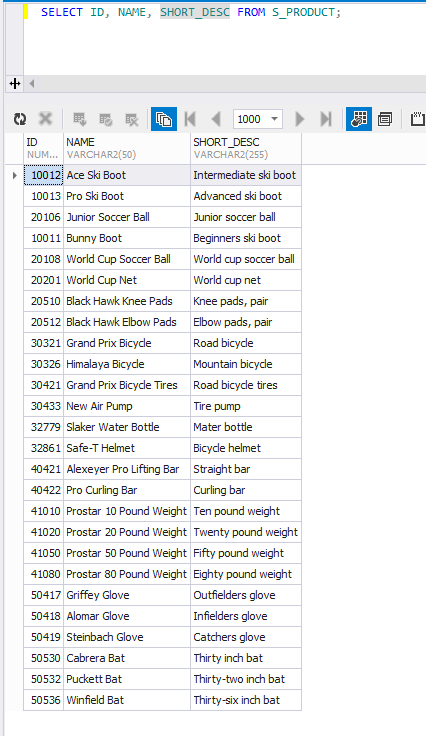 SELECT ID, NAME, SHORT_DESC FROM S_PRODUCT;
1000
XY
ID NAME SHORT_DESC
NUM... VARCHAR2(50) VARCHAR2(255)
10012 Ace Ski Boot Intermediate ski boot
10013 Pro Ski Boot Advanced ski boot
20106 Junior Soccer Ball Junior soccer ball
10011 Bunny Boot Beginners ski boot
20108 World Cup Soccer Ball World cup soccer ball
20201 World Cup Net World cup net
20510 Black Hawk Knee Pads Knee pads, pair
20512 Black Hawk Elbow Pads Elbow pads, pair
30321 Grand Prix Bicycle Road bicycle
30326 Himalaya Bicycle Mountain bicycle
30421 Grand Prix Bicycle Tires Road bicycle tires
30433 New Air Pump Tire pump
32779 Slaker Water Bottle Mater bottle
32861 Safe-T Helmet Bicycle helmet
40421 Alexeyer Pro Lifting Bar Straight bar
40422 Pro Curling Bar Curling bar
41010 Prostar 10 Pound Weight Ten pound weight
41020 Prostar 20 Pound Weight Twenty pound weight
41050 Prostar 50 Pound Weight Fifty pound weight
41080 Prostar 80 Pound Weight Eighty pound weight
50417 Griffey Glove Outfielders glove
50418 Alomar Glove Infielders glove
50419 Steinbach Glove Catchers glove
50530 Cabrera Bat Thirty inch bat
50532 Puckett Bat Thirty-two inch bat
50536 Winfield Bat Thirty-six inch bat